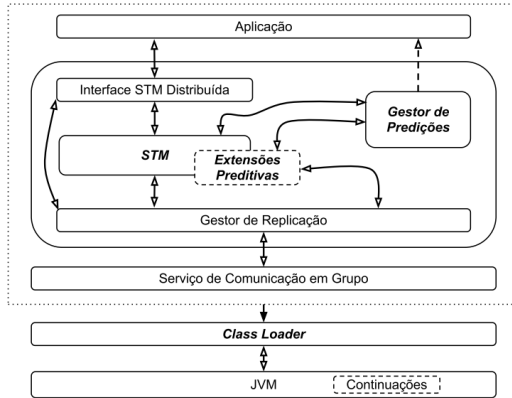 Aplicação
Interface STM Distribuída
Gestor de
Predições
STM
Extensões
Preditivas
Gestor de Replicação
Serviço de Comunicação em Grupo
Class Loader
JVM
Continuações